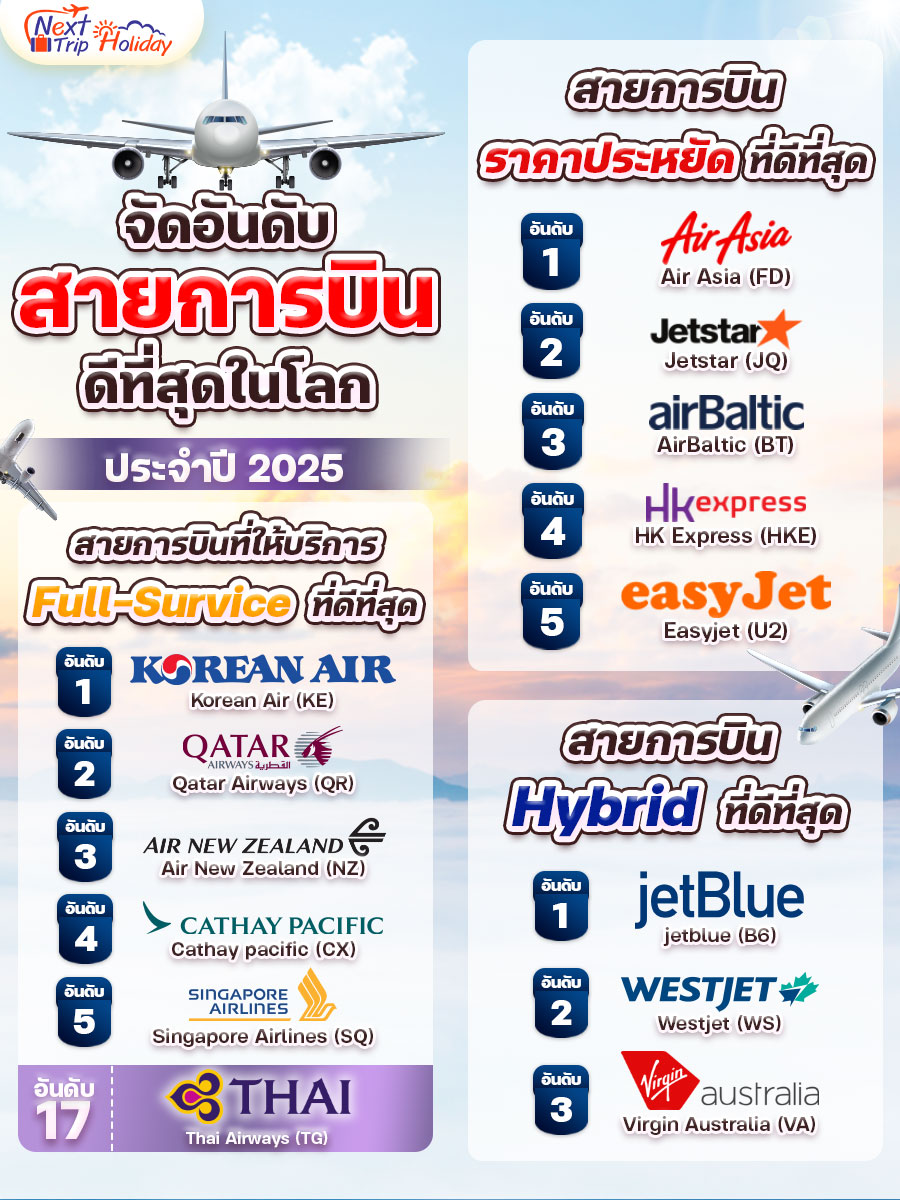 Next
Trip Holiday
จัดอันดับ
สายการบิน
ดีที่สุดในโลก
ประจำปี 2025
สายการบินที่ให้บริการ
Full-Survice ที่ดีที่สุด
อันดับ
1
KOREAN AIR
Korean Air (KE)
อันดับ
2
QATAR
AIRWAYS القطرية
Qatar Airways (QR)
อันดับ
3
AIR NEW ZEALAND
Air New Zealand (NZ)
อันดับ
4
CATHAY PACIFIC
Cathay pacific (CX)
อันดับ
5
SINGAPORE
AIRLINES
Singapore Airlines (SQ)
อันดับ
17
THAI
Thai Airways (TG)
สายการบิน
ราคาประหยัด ที่ดีที่สุด
อันดับ
1
AirAsia
Air Asia (FD)
อันดับ
2
Jetstar
Jetstar (JQ)
อันดับ
3
airBaltic
AirBaltic (BT)
อันดับ
4
HK express
HK Express (HKE)
อันดับ
5
easyJet
Easyjet (U2)
สายการบิน
Hybrid ที่ดีที่สุด
อันดับ
1
jetBlue
jetblue (B6)
อันดับ
2
WESTJET
Westjet (WS)
อันดับ
3
Virgin
australia
Virgin Australia (VA)